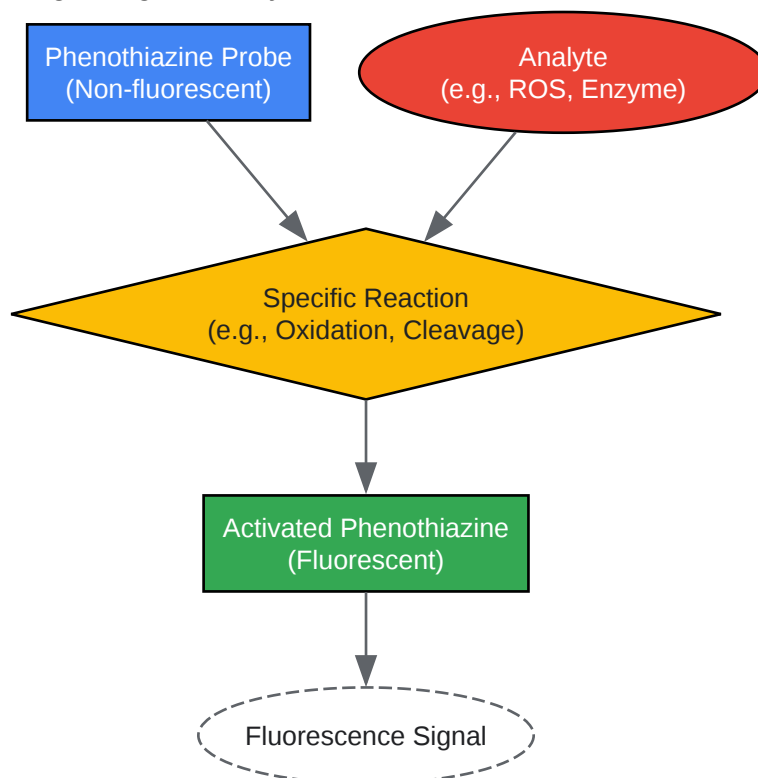 Phenothiazine Probe
(Non-fluorescent)
Analyte
(e.g., ROS, Enzyme)
Specific Reaction
(e.g., Oxidation, Cleavage)
Activated Phenothiazine
(Fluorescent)
Fluorescence Signal